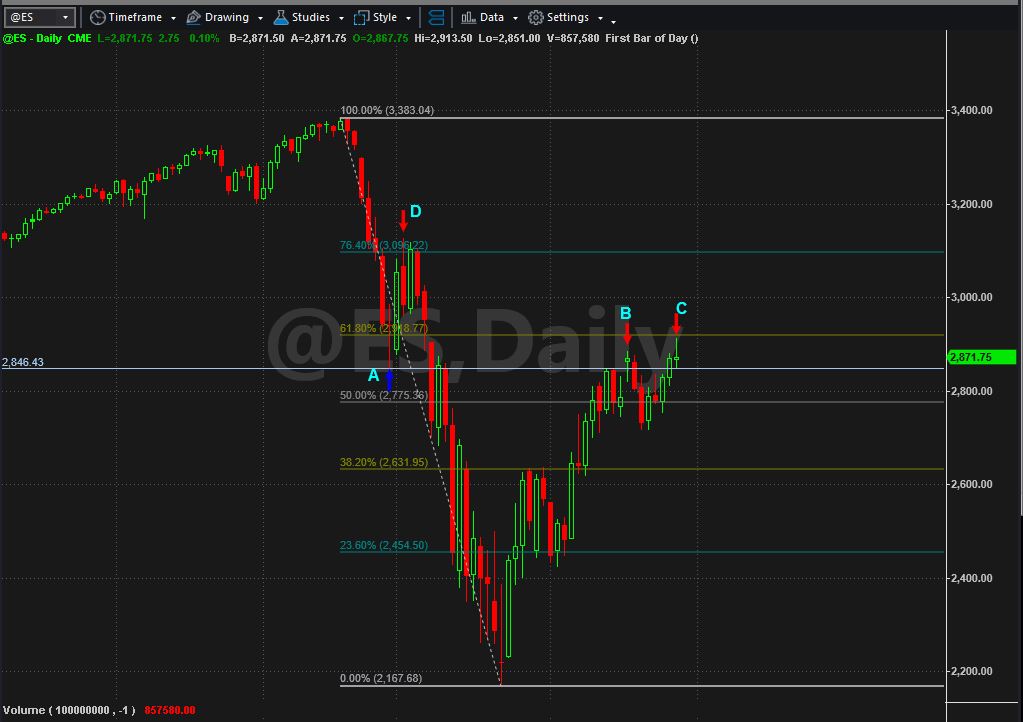 @ES Timeframe Drawing Studies Style Data Settings
@ES - Daily CME L=2,871.75 2.75 0.10% B=2,871.50 A=2,871.75 O=2,867.75 Hi=2,913.50 Lo=2,851.00 V=857,580 First Bar of Day ()
100.00% (3,383.04)
3,400.00
3,200.00
D
76.40% (3,096.22)
3,000.00
@ES,Daily
B
C
61.80% (2,918.77)
2,846.43
2,871.75
A
50.00% (2,775.36)
2,800.00
38.20% (2,631.95)
2,600.00
23.60% (2,454.50)
2,400.00
0.00% (2,167.68)
2,200.00
Volume ( 100000000 , -1 ) 857580.00